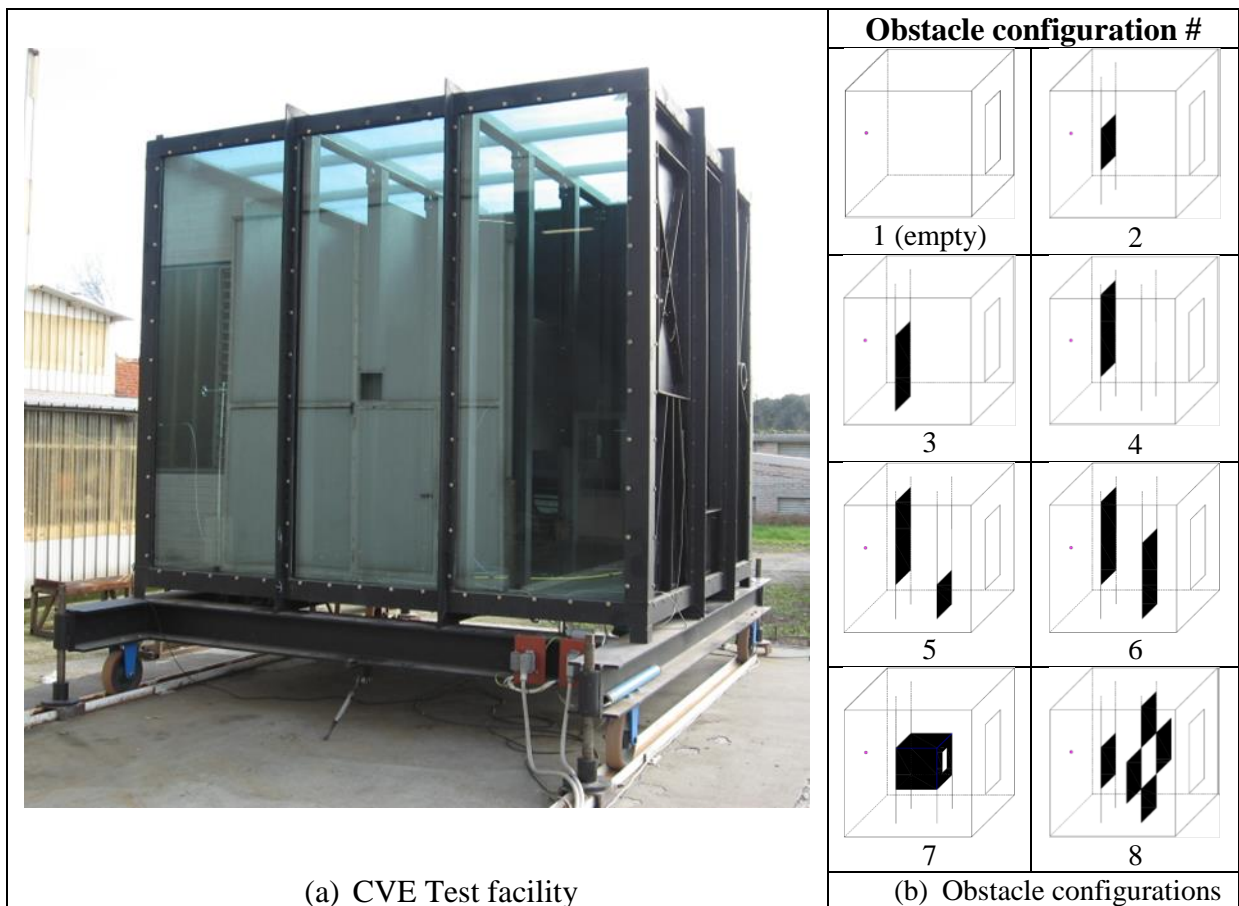 Obstacle configuration #
1 (empty)
2
3
4
5
6
7
8
(a) CVE Test facility
(b) Obstacle configurations